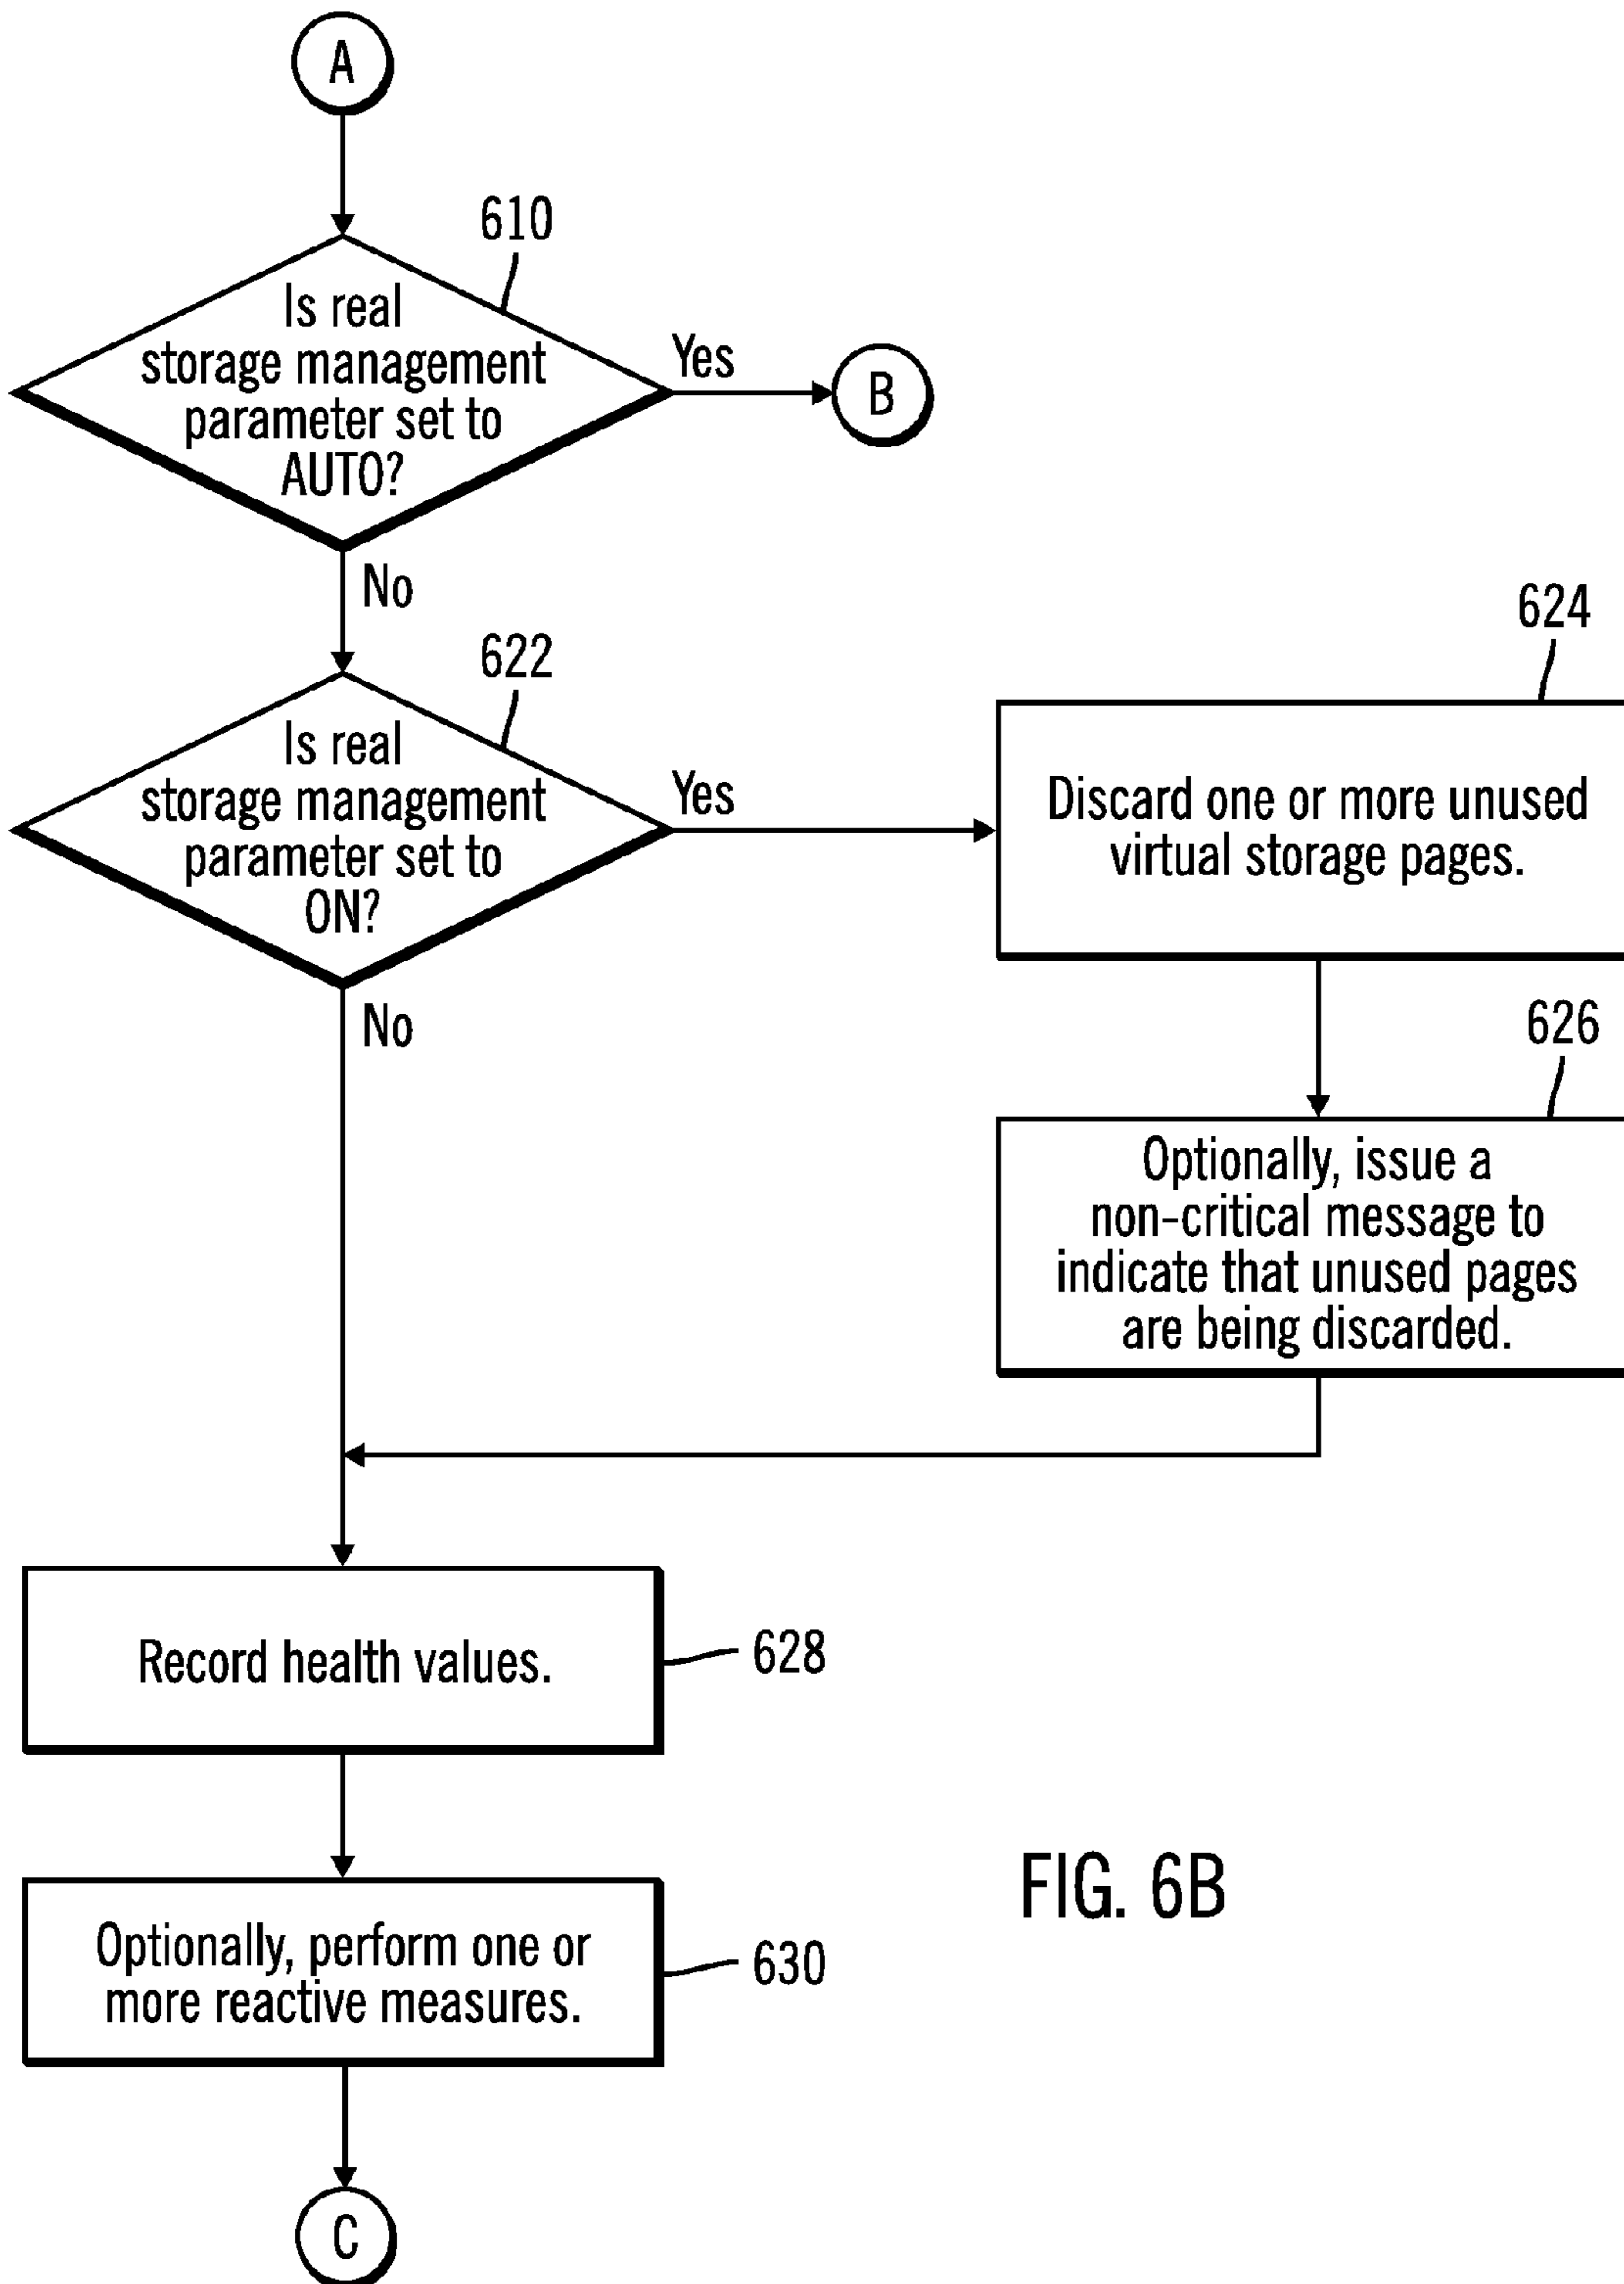 A
610
Is real
storage management
parameter set to
AUTO?
Yes
B
No
622
Is real
storage management
parameter set to
ON?
Yes
624
Discard one or more unused
virtual storage pages.
No
626
Optionally, issue a
non-critical message to
indicate that unused pages
are being discarded.
Record health values.
628
Optionally, perform one or
more reactive measures.
630
FIG. 6B
C